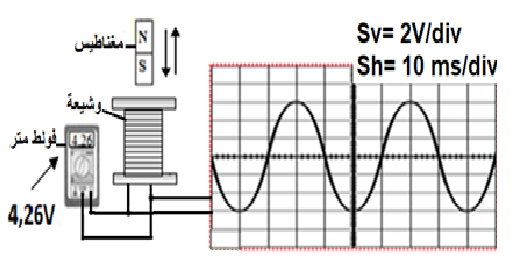 Sv= 2V/div
Sh= 10 ms/div
مغناطيس
N
S
وشيعة
فولط متر
4.26
4,26V